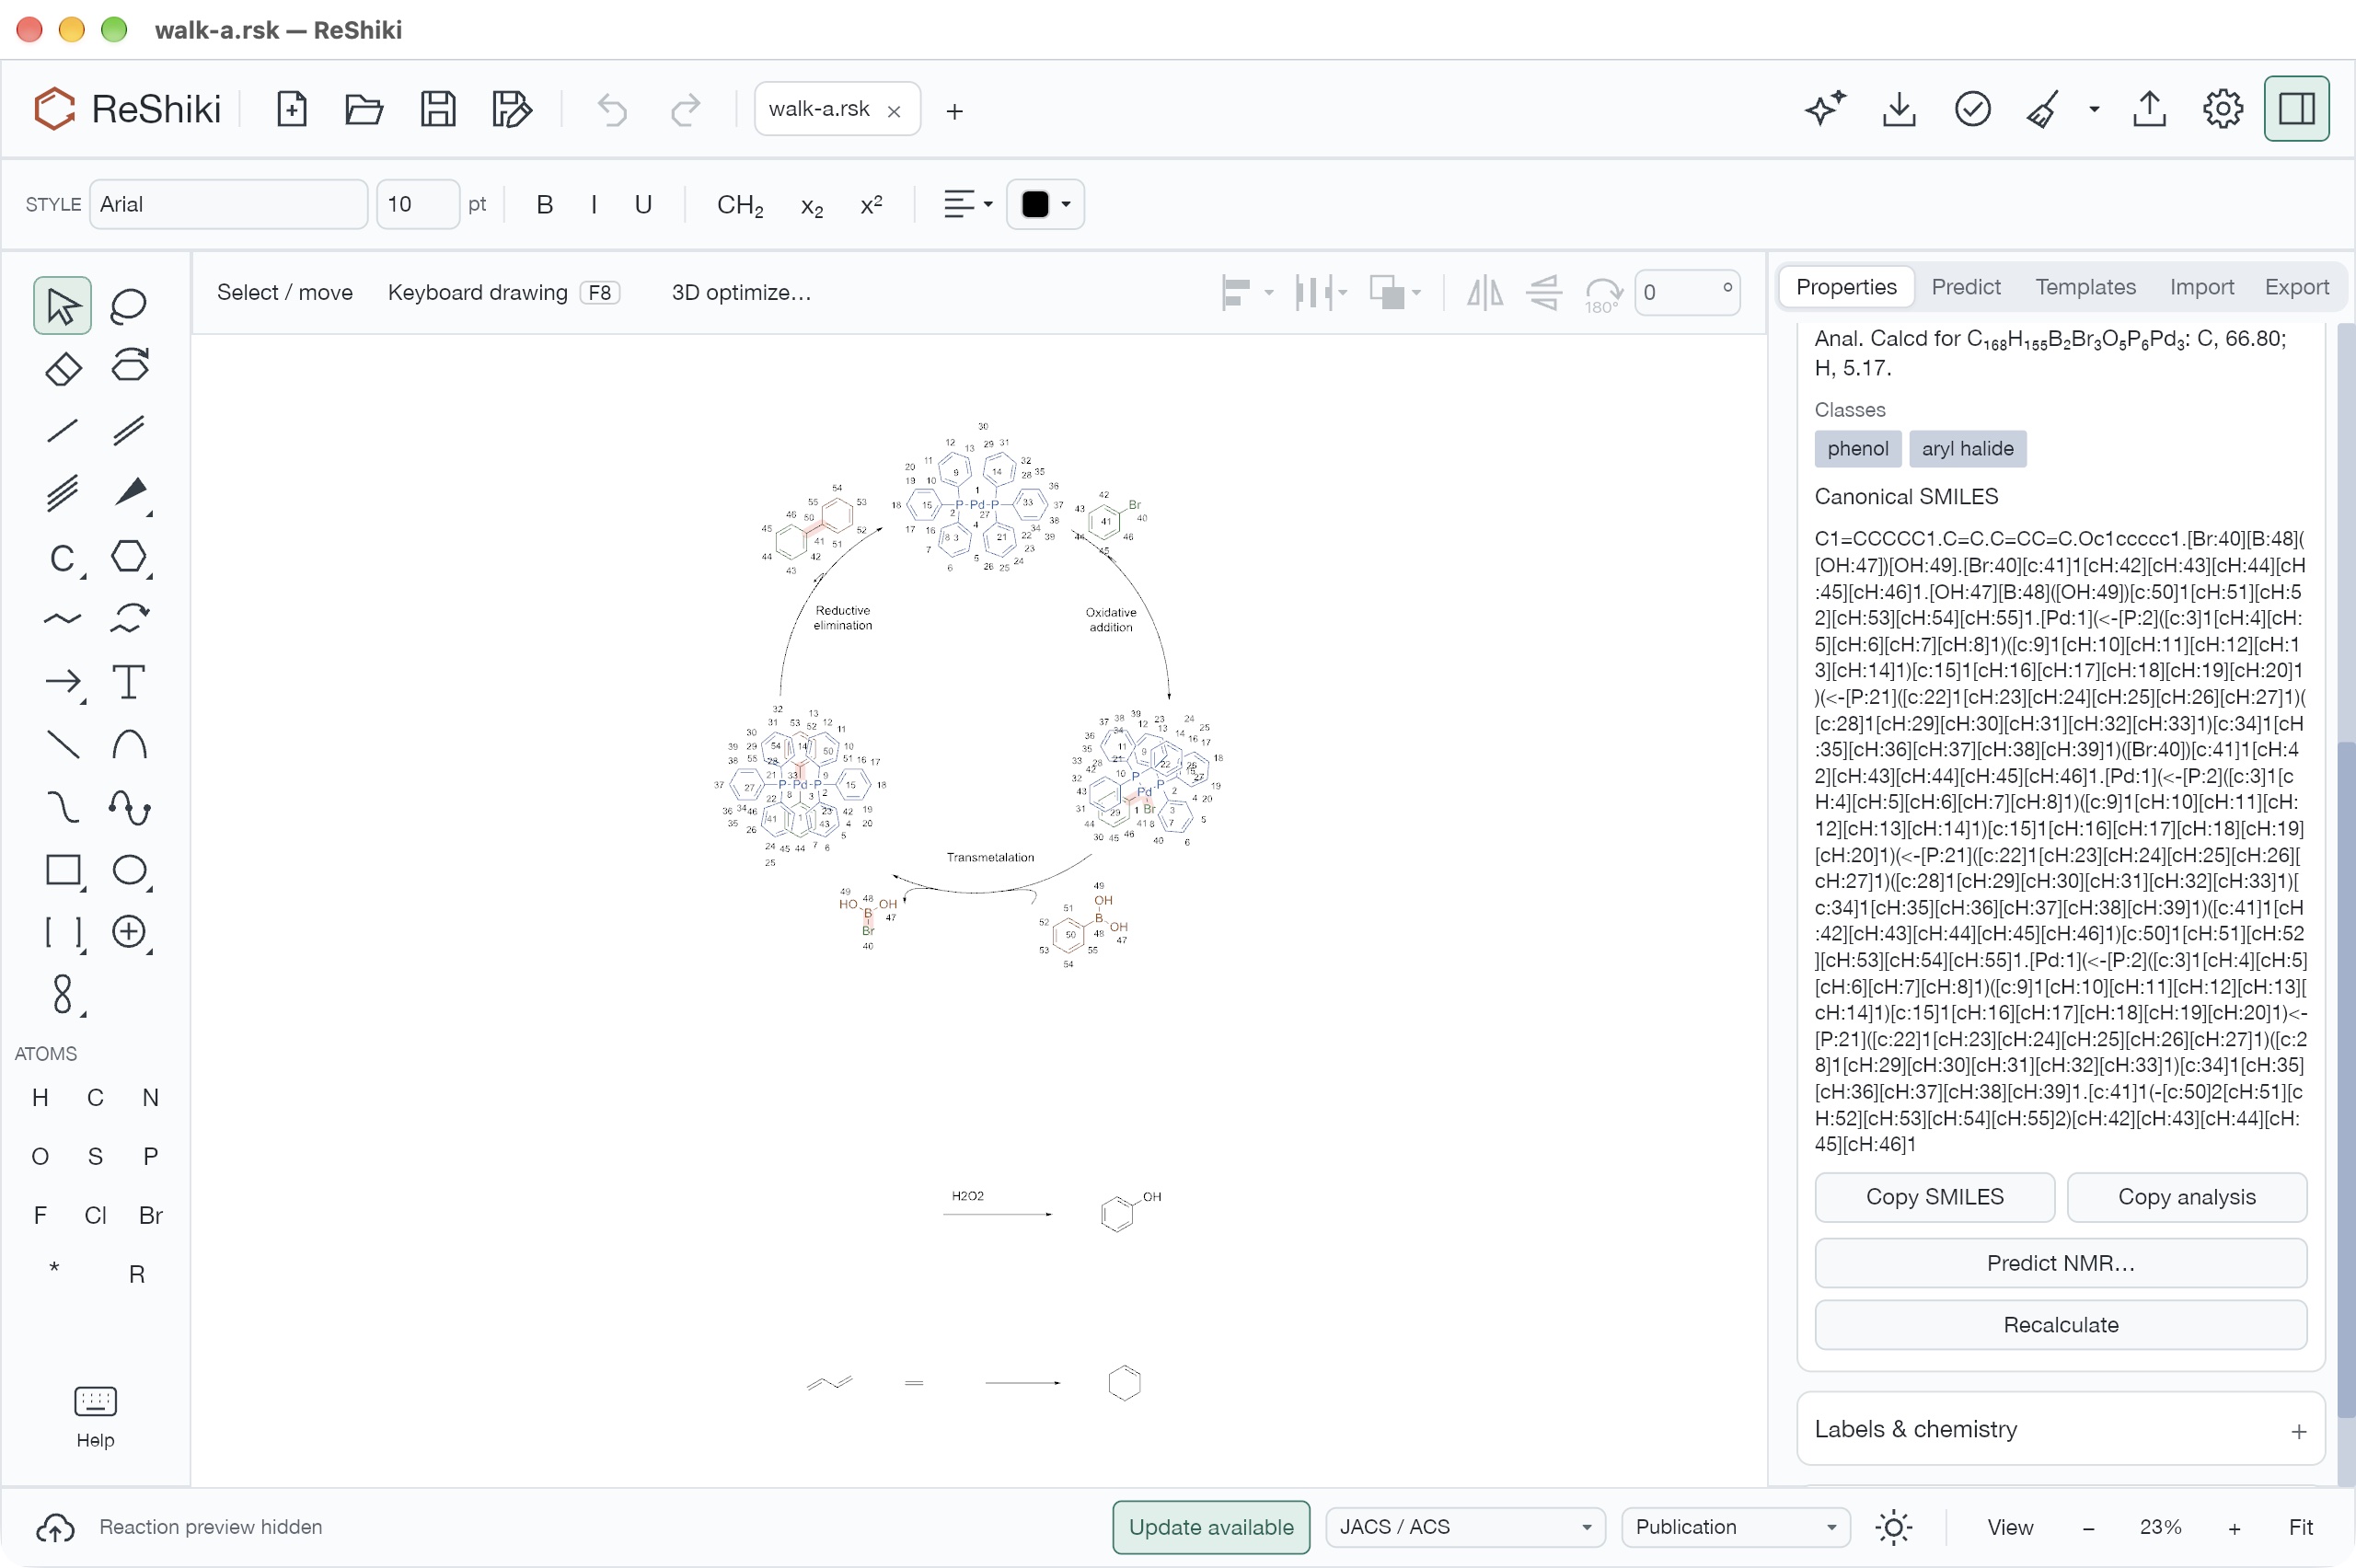 walk-a.rsk — ReShiki
ReShiki
walk-a.rsk
STYLE Arial 10 pt B I U CH₂ x₂ x²
Select / move Keyboard drawing F8 3D optimize… 180° 0 °
Properties Predict Templates Import Export
Anal. Calcd for C₁₆₈H₁₅₅B₂Br₃O₅P₆Pd₃: C, 66.80;
H, 5.17.
Classes
phenol aryl halide
Canonical SMILES
C1=CCCCC1.C=C.C=CC=C.Oc1ccccc1.[Br:40][B:48](
[OH:47])[OH:49].[Br:40][c:41]1[cH:42][cH:43][cH:44][cH
:45][cH:46]1.[OH:47][B:48]([OH:49])[c:50]1[cH:51][cH:5
2][cH:53][cH:54][cH:55]1.[Pd:1](<-[P:2]([c:3]1[cH:4][cH:
5][cH:6][cH:7][cH:8]1)([c:9]1[cH:10][cH:11][cH:12][cH:1
3][cH:14]1)[c:15]1[cH:16][cH:17][cH:18][cH:19][cH:20]1
)(<-[P:21]([c:22]1[cH:23][cH:24][cH:25][cH:26][cH:27]1)(
[c:28]1[cH:29][cH:30][cH:31][cH:32][cH:33]1)[c:34]1[cH
:35][cH:36][cH:37][cH:38][cH:39]1)([Br:40])[c:41]1[cH:4
2][cH:43][cH:44][cH:45][cH:46]1.[Pd:1](<-[P:2]([c:3]1[c
H:4][cH:5][cH:6][cH:7][cH:8]1)([c:9]1[cH:10][cH:11][cH:
12][cH:13][cH:14]1)[c:15]1[cH:16][cH:17][cH:18][cH:19]
[cH:20]1)(<-[P:21]([c:22]1[cH:23][cH:24][cH:25][cH:26][
cH:27]1)([c:28]1[cH:29][cH:30][cH:31][cH:32][cH:33]1)[
c:34]1[cH:35][cH:36][cH:37][cH:38][cH:39]1)([c:41]1[cH
:42][cH:43][cH:44][cH:45][cH:46]1)[c:50]1[cH:51][cH:52
][cH:53][cH:54][cH:55]1.[Pd:1](<-[P:2]([c:3]1[cH:4][cH:5]
[cH:6][cH:7][cH:8]1)([c:9]1[cH:10][cH:11][cH:12][cH:13][
cH:14]1)[c:15]1[cH:16][cH:17][cH:18][cH:19][cH:20]1)<-
[P:21]([c:22]1[cH:23][cH:24][cH:25][cH:26][cH:27]1)([c:2
8]1[cH:29][cH:30][cH:31][cH:32][cH:33]1)[c:34]1[cH:35]
[cH:36][cH:37][cH:38][cH:39]1.[c:41]1(-[c:50]2[cH:51][c
H:52][cH:53][cH:54][cH:55]2)[cH:42][cH:43][cH:44][cH:
45][cH:46]1
Copy SMILES Copy analysis
Predict NMR…
Recalculate
Labels & chemistry
C
T
ATOMS
H C N
O S P
F Cl Br
* R
Help
P Pd P
Br
Reductive
elimination
Oxidative
addition
P Pd P
P P
Pd
Br
Transmetalation
HO B OH
Br
OH
B
OH
H2O2
OH
Reaction preview hidden
Update available JACS / ACS Publication View − 23% + Fit